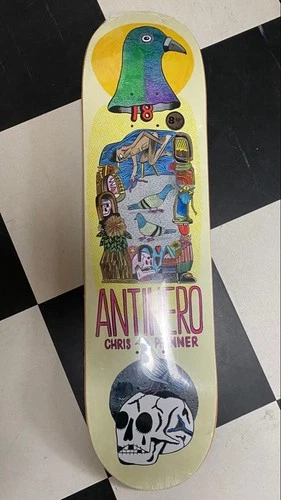 18
8
ANTIHERO
CHRIS PFANNER